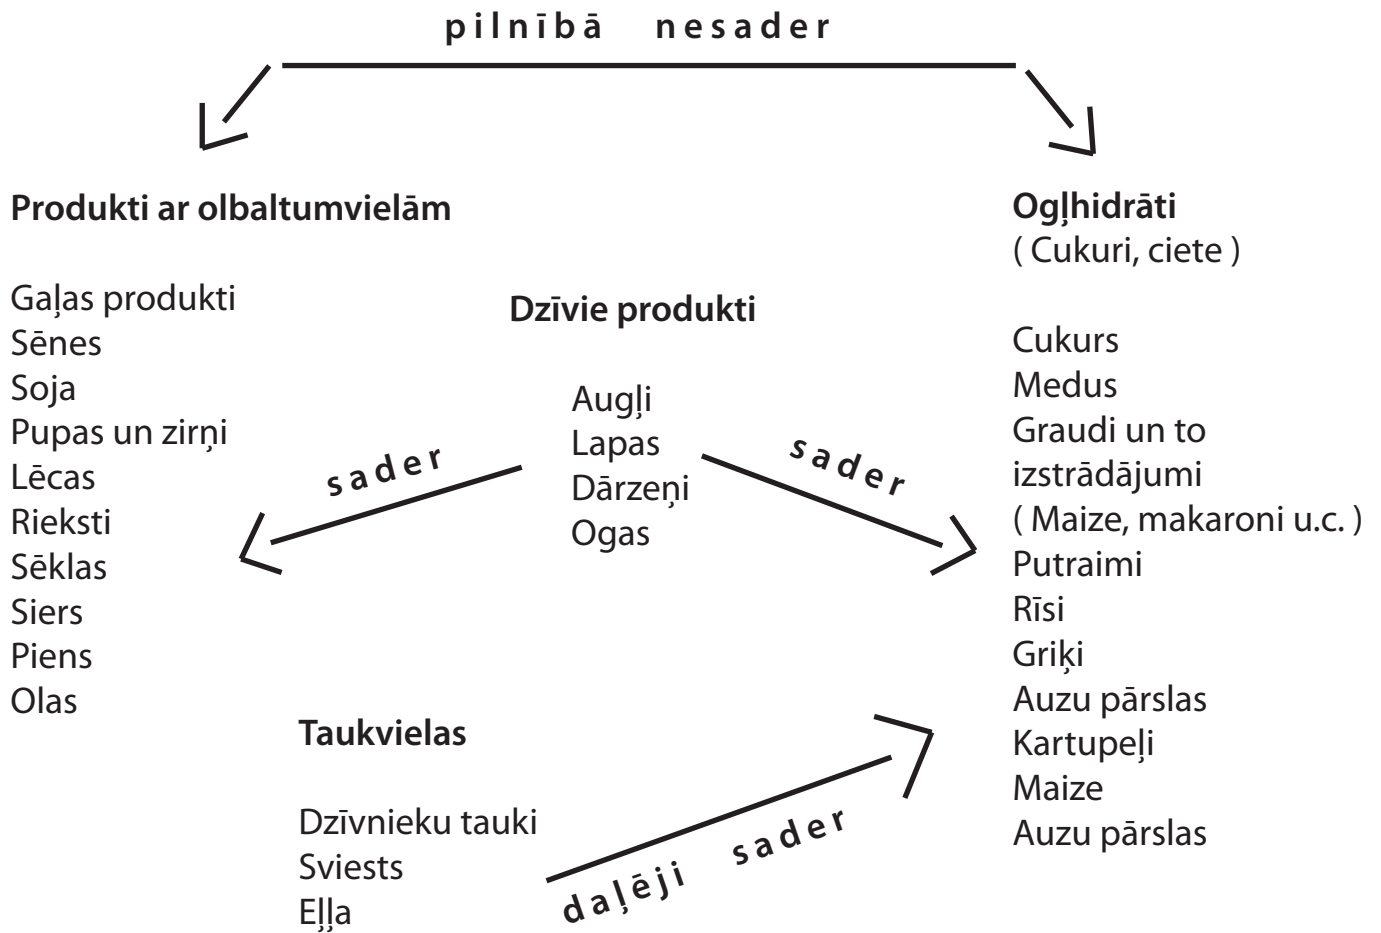 pilnībā nesader
Produkti ar olbaltumvielām
Gaļas produkti
Sēnes
Soja
Pupas un zirņi
Lēcas
Rieksti
Sēklas
Siers
Piens
Olas
sader
Dzīvie produkti
Augļi
Lapas
Dārzeņi
Ogas
sader
Ogļhidrāti
( Cukuri, ciete )
Cukurs
Medus
Graudi un to
izstrādājumi
( Maize, makaroni u.c. )
Putraimi
Rīsi
Griķi
Auzu pārslas
Kartupeļi
Maize
Auzu pārslas
Taukvielas
Dzīvnieku tauki
Sviests
Eļļa
daļēji sader